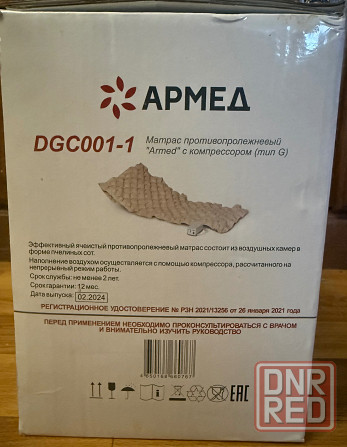 АРМЕД
DGC001-1
Матрас противопролежневый
"Armed" с компрессором (тип G)
Эффективный ячеистый противопролежневый матрас состоит из воздушных камер в
форме пчелиных сот.
Наполнение воздухом осуществляется с помощью компрессора, рассчитанного на
непрерывный режим работы.
Срок службы: не менее 2 лет.
Срок гарантии: 12 мес.
Дата выпуска: 02.2024
РЕГИСТРАЦИОННОЕ УДОСТОВЕРЕНИЕ № РЗН 2021/13256 от 26 января 2021 года
ПЕРЕД ПРИМЕНЕНИЕМ НЕОБХОДИМО ПРОКОНСУЛЬТИРОВАТЬСЯ С ВРАЧОМ
И ВНИМАТЕЛЬНО ИЗУЧИТЬ РУКОВОДСТВО
EAC
DNR
RED